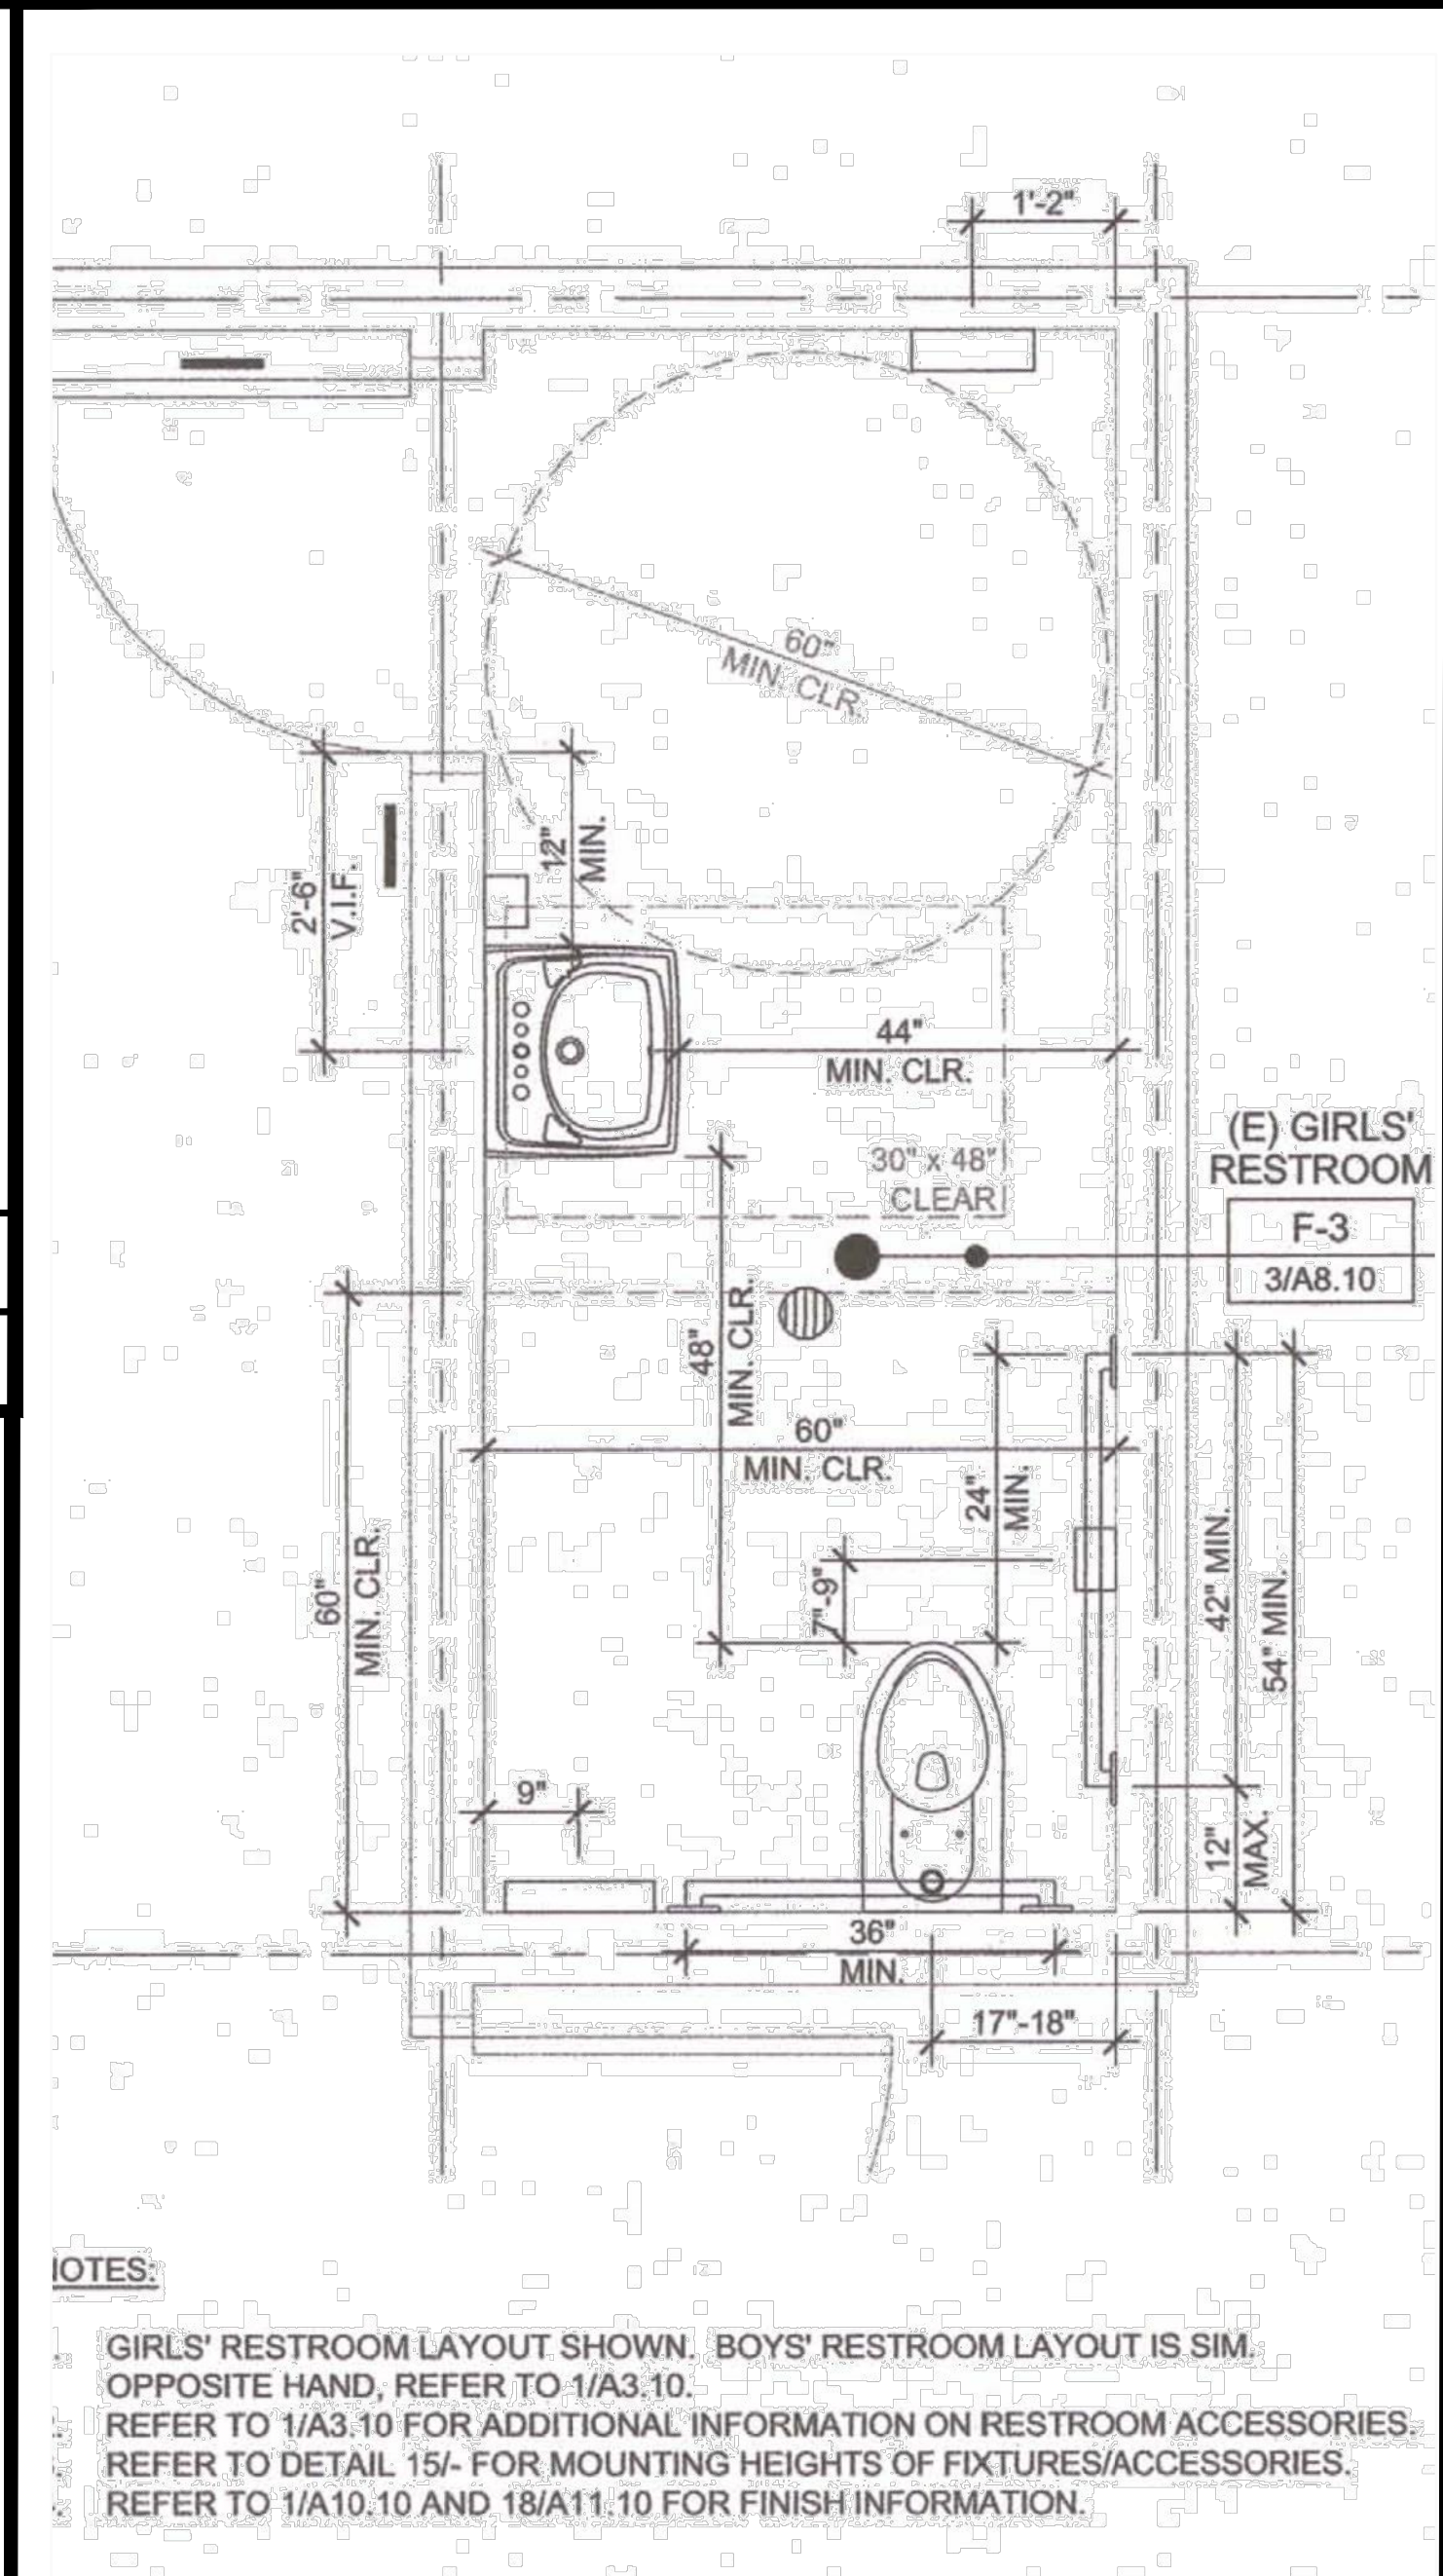 1'-2"
60"
MIN. CLR.
12"
MIN.
2'-6"
V.I.F.
44"
MIN. CLR.
30" x 48"
CLEAR
(E) GIRLS'
RESTROOM
F-3
3/A8.10
48"
MIN. CLR.
60"
MIN. CLR.
24"
MIN.
7"-9"
60"
MIN. CLR.
42" MIN.
54" MIN.
9"
12"
MAX.
36"
MIN.
17"-18"
OTES:
GIRLS' RESTROOM LAYOUT SHOWN. BOYS' RESTROOM LAYOUT IS SIM.
OPPOSITE HAND, REFER TO 1/A3.10.
REFER TO 1/A3.10 FOR ADDITIONAL INFORMATION ON RESTROOM ACCESSORIES.
REFER TO DETAIL 15/- FOR MOUNTING HEIGHTS OF FIXTURES/ACCESSORIES.
REFER TO 1/A10.10 AND 18/A11.10 FOR FINISH INFORMATION.